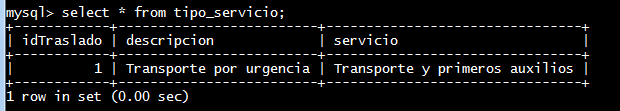 mysql> select * from tipo_servicio;
+------------+-------------------------+--------------------------------+
| idTraslado | descripcion | servicio |
+------------+-------------------------+--------------------------------+
| 1 | Transporte por urgencia | Transporte y primeros auxilios |
+------------+-------------------------+--------------------------------+
1 row in set (0.00 sec)